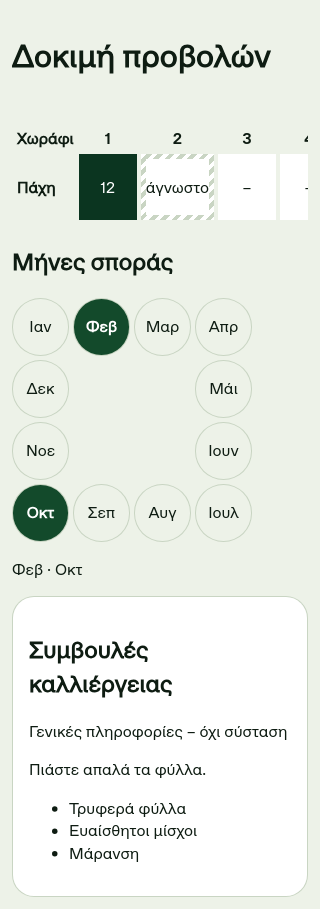 Δοκιμή προβολών
Χωράφι 1 2 3
Πάχη 12 άγνωστο – 
Μήνες σποράς
Ιαν Φεβ Μαρ Απρ
Δεκ Μάι
Νοε Ιουν
Οκτ Σεπ Αυγ Ιουλ
Φεβ · Οκτ
Συμβουλές
καλλιέργειας
Γενικές πληροφορίες – όχι σύσταση
Πιάστε απαλά τα φύλλα.
• Τρυφερά φύλλα
• Ευαίσθητοι μίσχοι
• Μάρανση